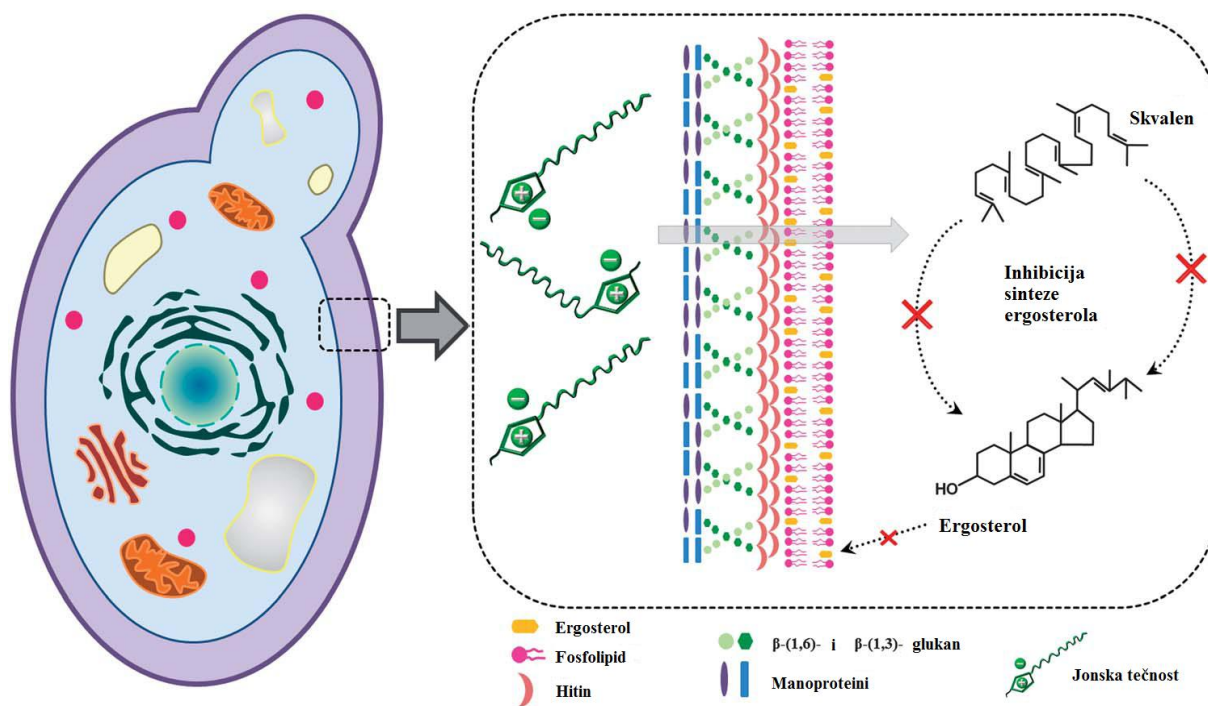 Skvalen
Inhibicija
sinteze
ergosterola
HO
Ergosterol
Ergosterol
Fosfolipid
Hitin
β-(1,6)- i β-(1,3)- glukan
Manoproteini
Jonska tečnost